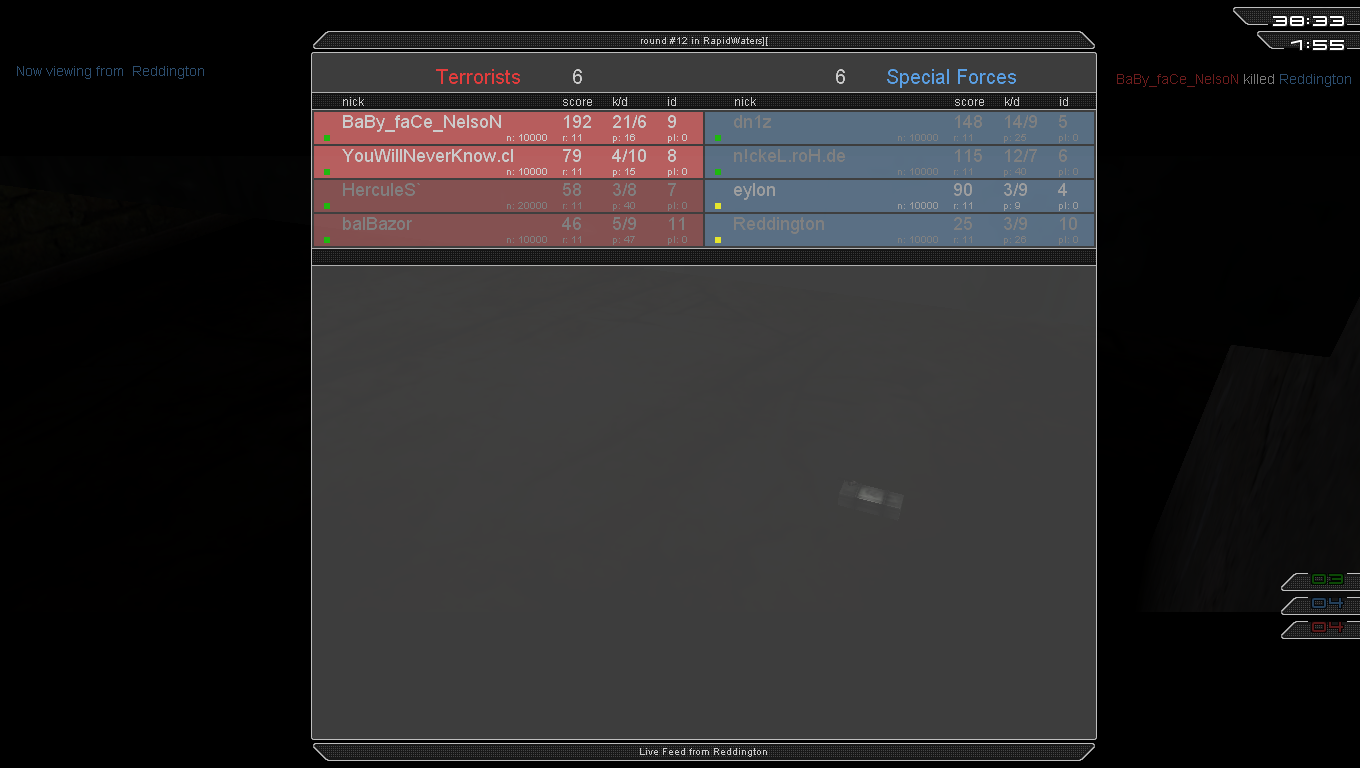 38:33
round #12 in RapidWaters][
1:55
Now viewing from Reddington
Terrorists 6 6 Special Forces
BaBy_faCe_NelsoN killed Reddington
nick score k/d id nick score k/d id
BaBy_faCe_NelsoN 192 21/6 9 dn1z 148 14/9 5
n: 10000 r: 11 p: 16 pl: 0 n: 10000 r: 11 p: 25 pl: 0
YouWillNeverKnow.cl 79 4/10 8 n!ckeL.roH.de 115 12/7 6
n: 10000 r: 11 p: 15 pl: 0 n: 10000 r: 11 p: 40 pl: 0
HerculeS` 58 3/8 7 eylon 90 3/9 4
n: 20000 r: 11 p: 40 pl: 0 n: 10000 r: 11 p: 9 pl: 0
balBazor 46 5/9 11 Reddington 25 3/9 10
n: 10000 r: 11 p: 47 pl: 0 n: 10000 r: 11 p: 26 pl: 0
03
04
04
Live Feed from Reddington